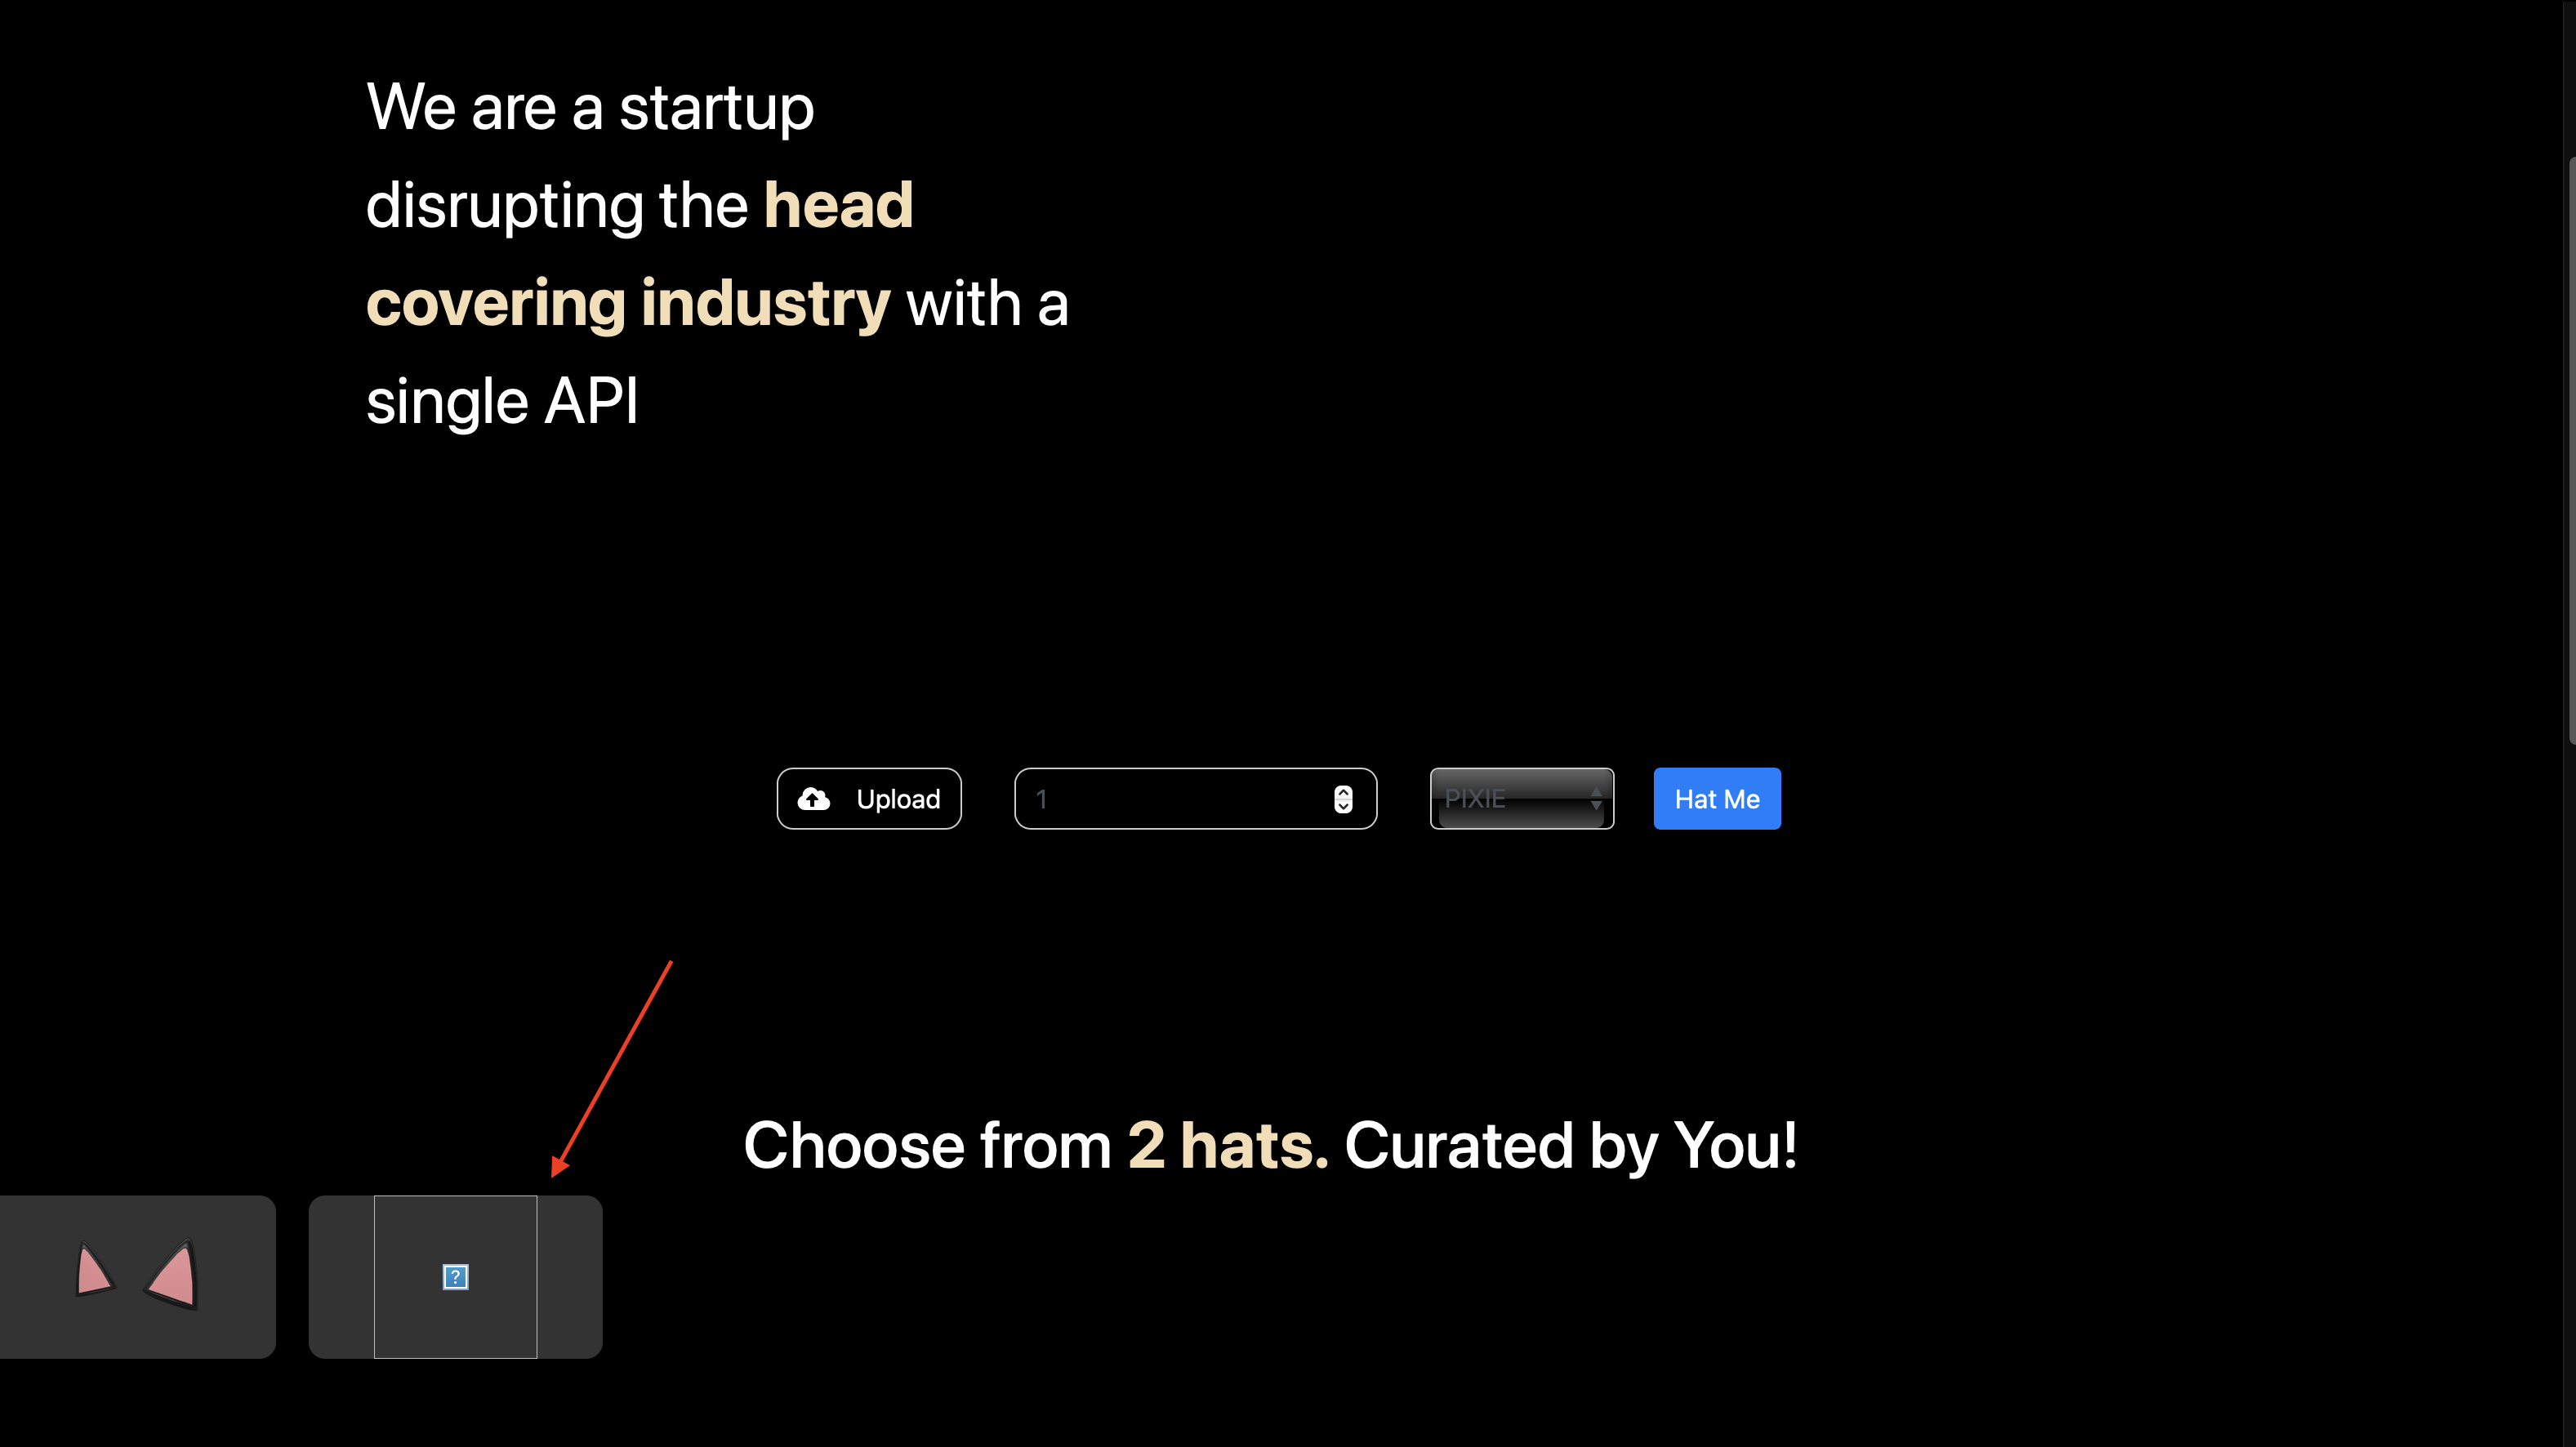 We are a startup
disrupting the head
covering industry with a
single API
Upload
1
PIXIE
Hat Me
Choose from 2 hats. Curated by You!
?